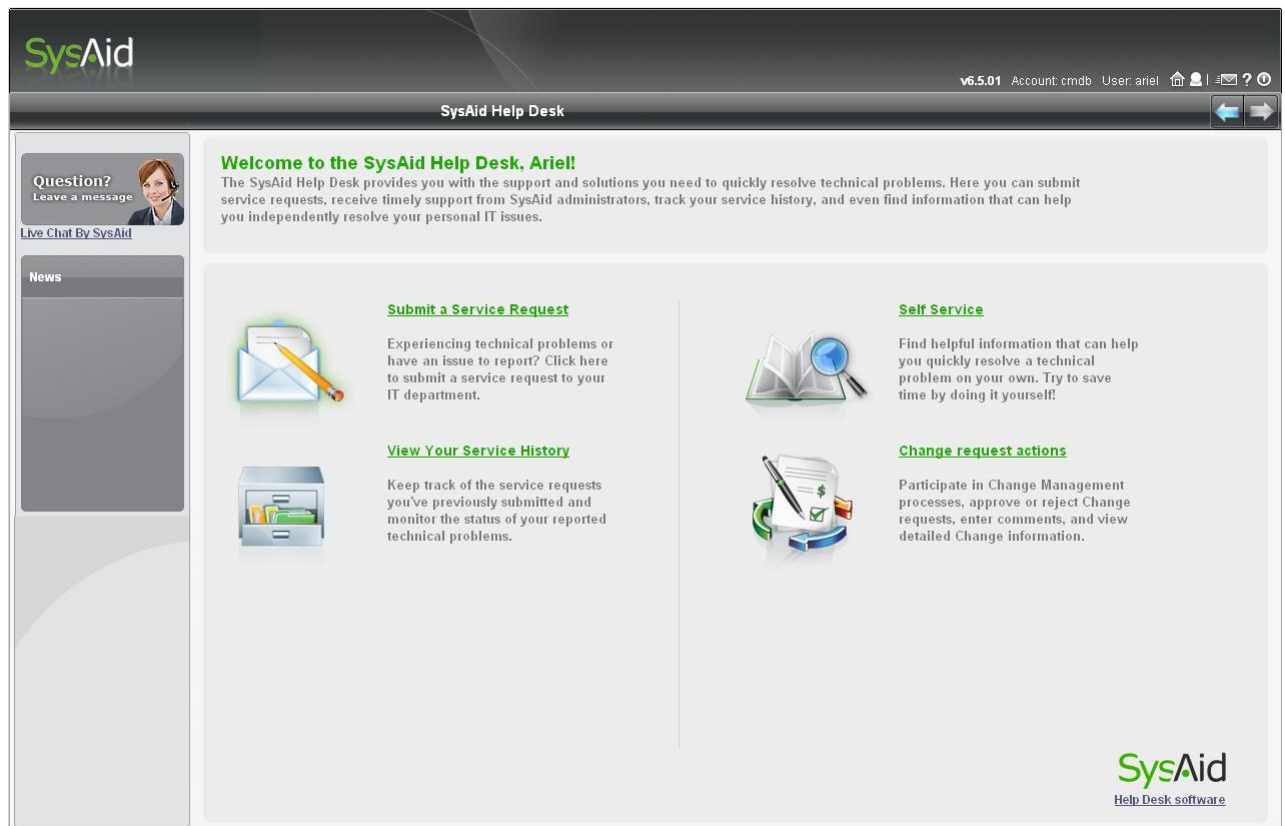 SysAid
v6.5.01 Account: cmdb User: ariel
SysAid Help Desk
Question?
Leave a message
Live Chat By SysAid
News
Welcome to the SysAid Help Desk, Ariel!
The SysAid Help Desk provides you with the support and solutions you need to quickly resolve technical problems. Here you can submit
service requests, receive timely support from SysAid administrators, track your service history, and even find information that can help
you independently resolve your personal IT issues.
Submit a Service Request
Experiencing technical problems or
have an issue to report? Click here
to submit a service request to your
IT department.
View Your Service History
Keep track of the service requests
you've previously submitted and
monitor the status of your reported
technical problems.
Self Service
Find helpful information that can help
you quickly resolve a technical
problem on your own. Try to save
time by doing it yourself!
Change request actions
Participate in Change Management
processes, approve or reject Change
requests, enter comments, and view
detailed Change information.
SysAid
Help Desk software